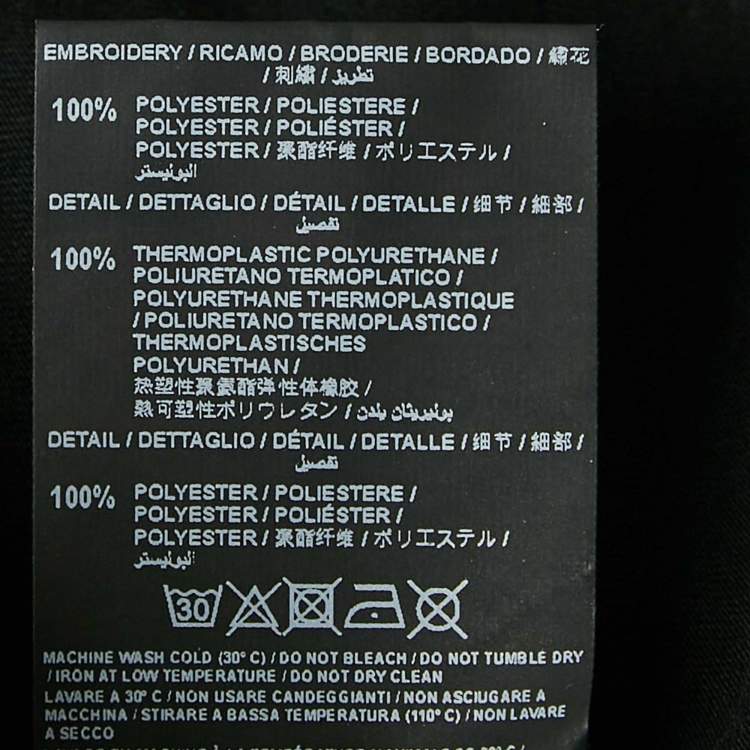 EMBROIDERY / RICAMO / BRODERIE / BORDADO / 繡花
/ 刺繍 / تطريز
100% POLYESTER / POLIESTERE /
POLYESTER / POLIÉSTER /
POLYESTER / 聚酯纤维 / ポリエステル /
البوليستر
DETAIL / DETTAGLIO / DÉTAIL / DETALLE / 细节 / 細部 /
تفصيل
100% THERMOPLASTIC POLYURETHANE /
POLIURETANO TERMOPLATICO /
POLYURETHANE THERMOPLASTIQUE
/ POLIURETANO TERMOPLASTICO /
THERMOPLASTISCHES
POLYURETHAN /
热塑性聚氨酯弹性体橡胶 /
熱可塑性ポリウレタン / بوليريثان يلدن
DETAIL / DETTAGLIO / DÉTAIL / DETALLE / 细节 / 細部 /
تفصيل
100% POLYESTER / POLIESTERE /
POLYESTER / POLIÉSTER /
POLYESTER / 聚酯纤维 / ポリエステル /
البوليستر
30
MACHINE WASH COLD (30° C) / DO NOT BLEACH / DO NOT TUMBLE DRY
/ IRON AT LOW TEMPERATURE / DO NOT DRY CLEAN
LAVARE A 30° C / NON USARE CANDEGGIANTI / NON ASCIUGARE A
MACCHINA / STIRARE A BASSA TEMPERATURA (110° C) / NON LAVARE
A SECCO